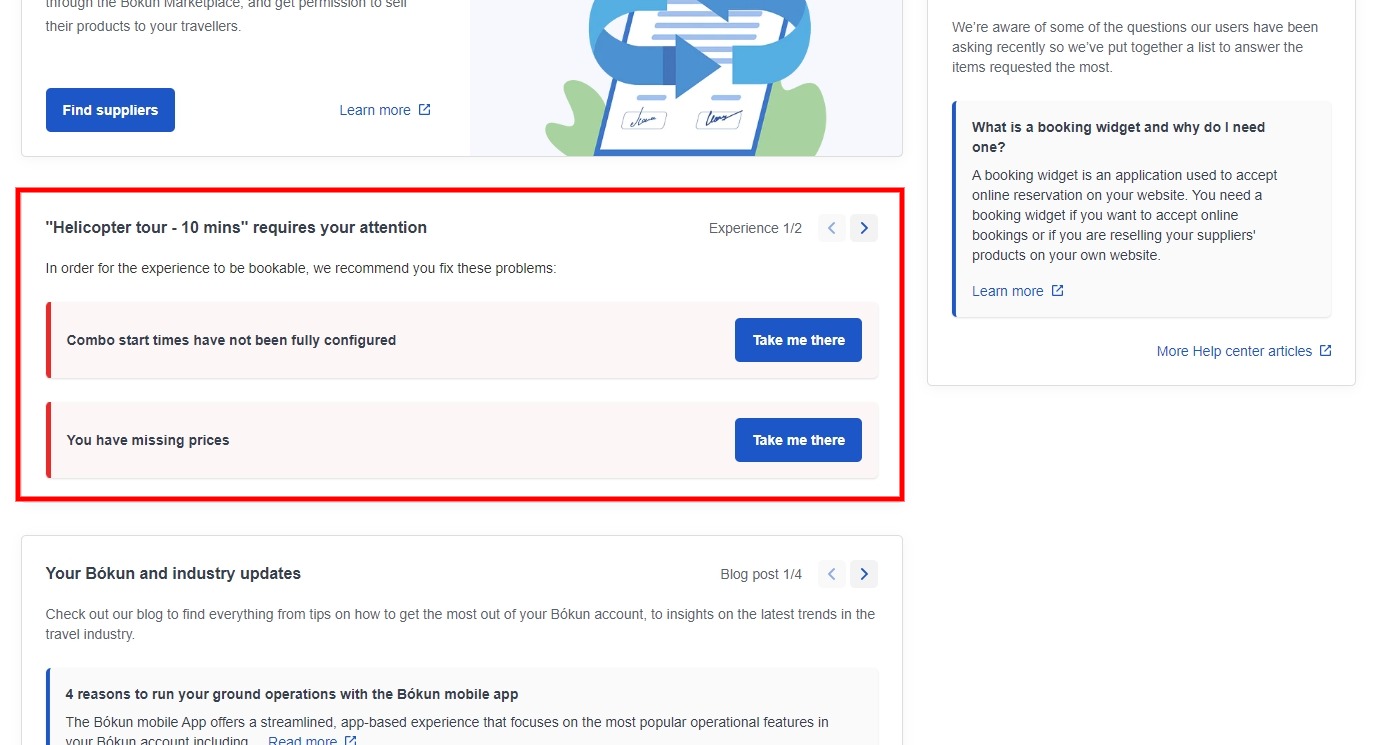 through the Bókun Marketplace, and get permission to sell
their products to your travellers.
Find suppliers
Learn more
"Helicopter tour - 10 mins" requires your attention
Experience 1/2
In order for the experience to be bookable, we recommend you fix these problems:
Combo start times have not been fully configured
Take me there
You have missing prices
Take me there
Your Bókun and industry updates
Blog post 1/4
Check out our blog to find everything from tips on how to get the most out of your Bókun account, to insights on the latest trends in the
travel industry.
4 reasons to run your ground operations with the Bókun mobile app
The Bókun mobile App offers a streamlined, app-based experience that focuses on the most popular operational features in
your Bókun account including... Read more
We're aware of some of the questions our users have been
asking recently so we've put together a list to answer the
items requested the most.
What is a booking widget and why do I need
one?
A booking widget is an application used to accept
online reservation on your website. You need a
booking widget if you want to accept online
bookings or if you are reselling your suppliers'
products on your own website.
Learn more
More Help center articles